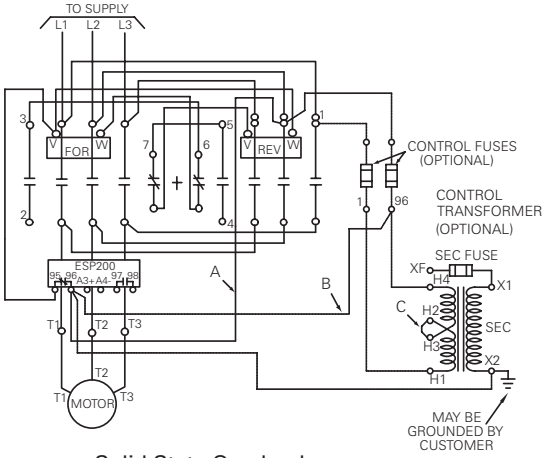 TO SUPPLY
L1 L2 L3
3 7 5 1
V FOR W
6
V REV W
CONTROL FUSES
(OPTIONAL)
1 96
CONTROL
TRANSFORMER
(OPTIONAL)
2 4
SEC FUSE
XF X1
H4
ESP200
95 96 A3+ A4- 97 98
A
B
C
H2
SEC
H3
T1 T2 T3
X2
H1
T2
T1 T3
MOTOR
MAY BE
GROUNDED BY
CUSTOMER